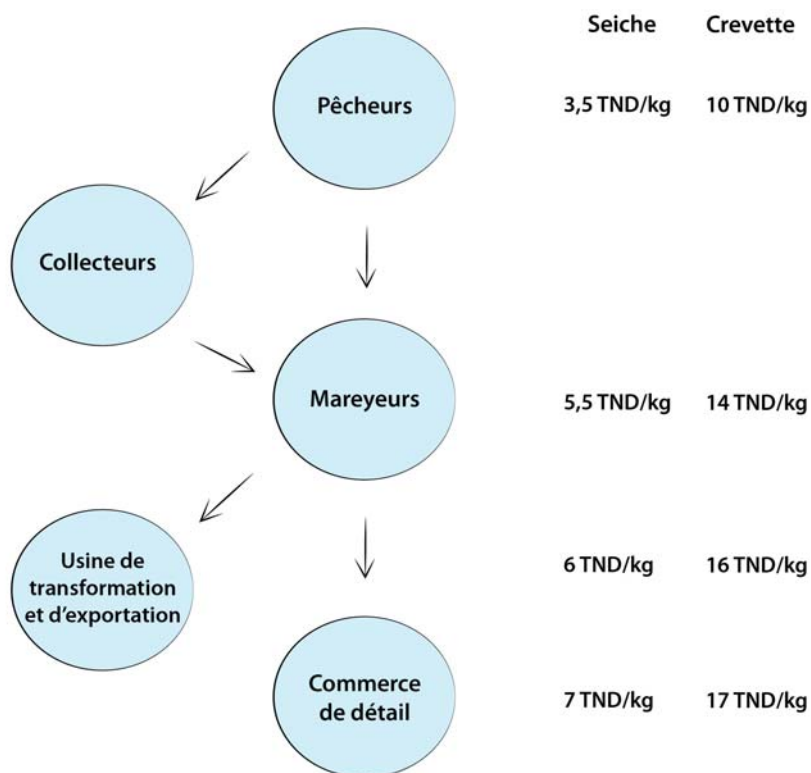 Seiche Crevette
Pêcheurs 3,5 TND/kg 10 TND/kg
Collecteurs
Mareyeurs 5,5 TND/kg 14 TND/kg
Usine de
transformation
et d’exportation
6 TND/kg 16 TND/kg
Commerce
de détail
7 TND/kg 17 TND/kg